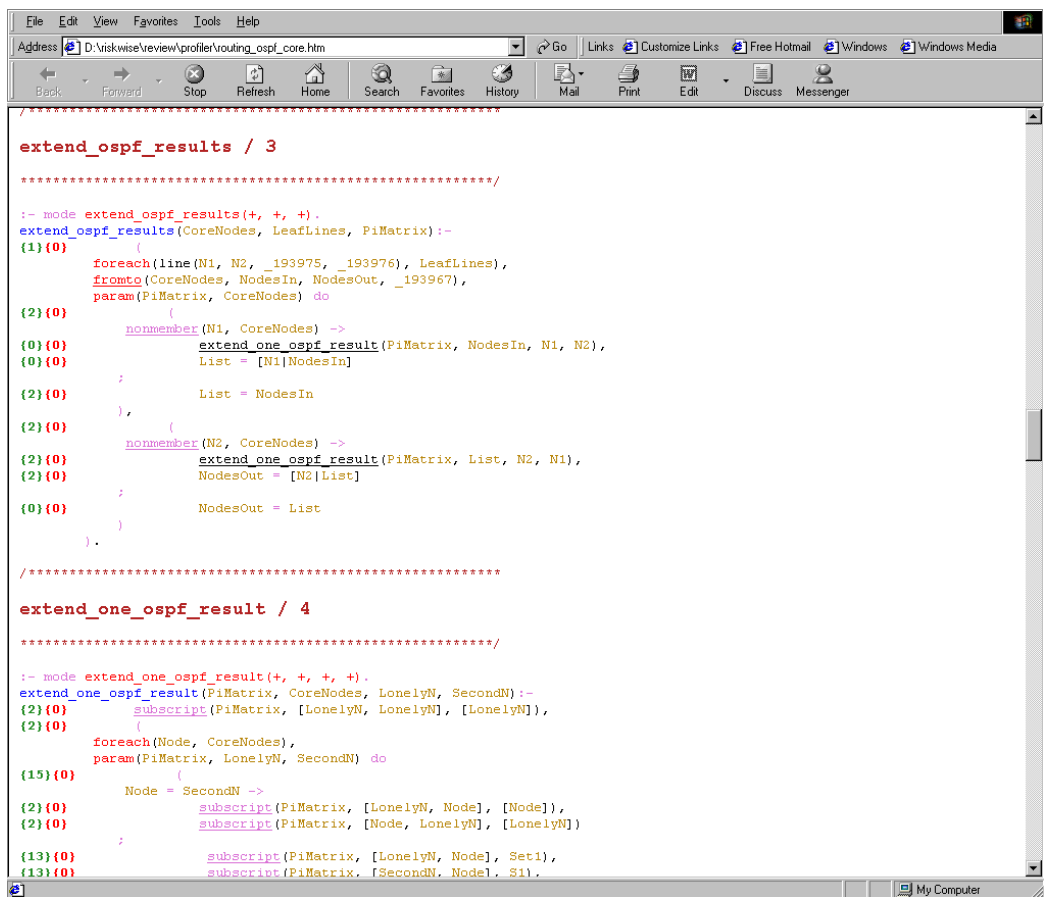 File Edit View Favorites Tools Help
Address D:\riskwise\review\profiler\routing_ospf_core.htm Go Links Customize Links Free Hotmail Windows Windows Media
Back Forward Stop Refresh Home Search Favorites History Mail Print Edit Discuss Messenger
/**********************************************************
extend_ospf_results / 3
**********************************************************/
:- mode extend_ospf_results(+, +, +).
extend_ospf_results(CoreNodes, LeafLines, PiMatrix):-
{1}{0} (
foreach(line(N1, N2, _193975, _193976), LeafLines),
fromto(CoreNodes, NodesIn, NodesOut, _193967),
param(PiMatrix, CoreNodes) do
{2}{0} (
nonmember(N1, CoreNodes) ->
{0}{0} extend_one_ospf_result(PiMatrix, NodesIn, N1, N2),
{0}{0} List = [N1|NodesIn]
;
{2}{0} List = NodesIn
),
{2}{0} (
nonmember(N2, CoreNodes) ->
{2}{0} extend_one_ospf_result(PiMatrix, List, N2, N1),
{2}{0} NodesOut = [N2|List]
;
{0}{0} NodesOut = List
)
).
/**********************************************************
extend_one_ospf_result / 4
**********************************************************/
:- mode extend_one_ospf_result(+, +, +, +).
extend_one_ospf_result(PiMatrix, CoreNodes, LonelyN, SecondN):-
{2}{0} subscript(PiMatrix, [LonelyN, LonelyN], [LonelyN]),
{2}{0} (
foreach(Node, CoreNodes),
param(PiMatrix, LonelyN, SecondN) do
{15}{0} (
Node = SecondN ->
{2}{0} subscript(PiMatrix, [LonelyN, Node], [Node]),
{2}{0} subscript(PiMatrix, [Node, LonelyN], [LonelyN])
;
{13}{0} subscript(PiMatrix, [LonelyN, Node], Set1),
{13}{0} subscript(PiMatrix, [SecondN, Node], S1),
My Computer